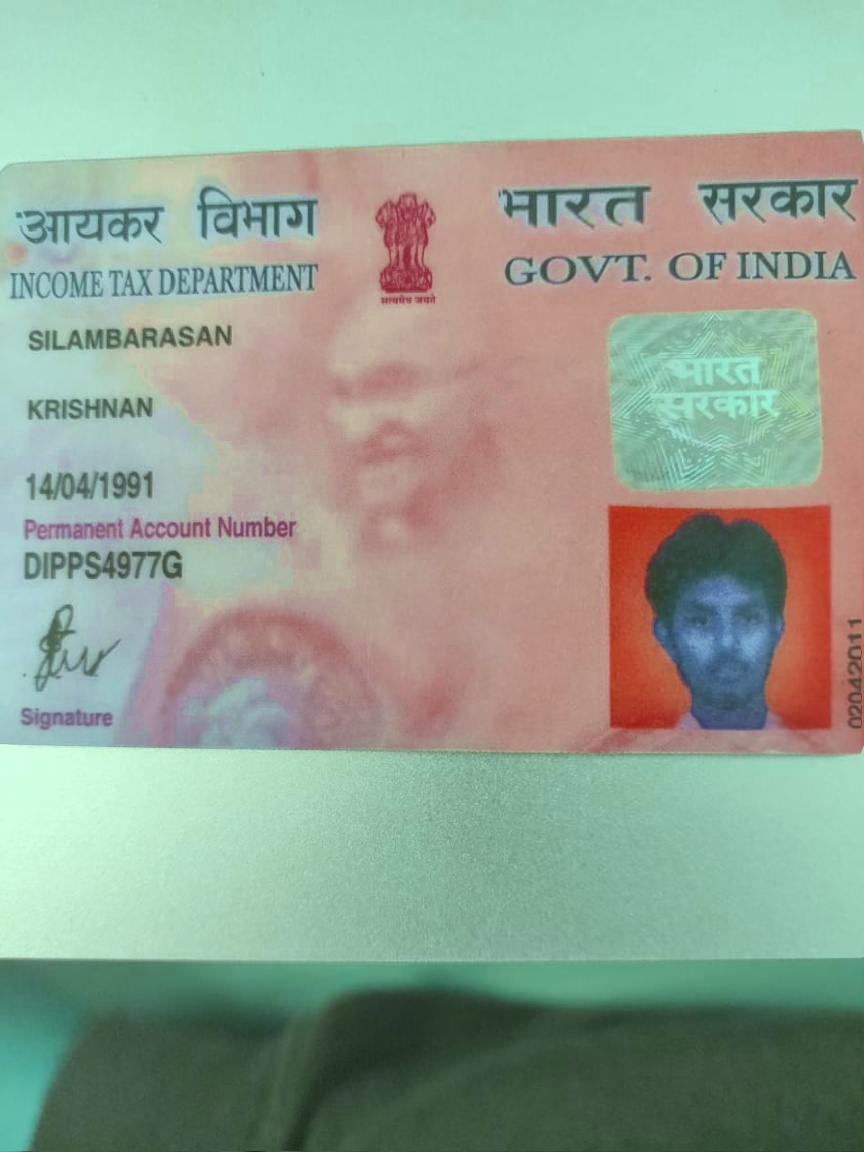 आयकर विभाग
INCOME TAX DEPARTMENT
सत्यमेव जयते
भारत सरकार
GOVT. OF INDIA
SILAMBARASAN
KRISHNAN
14/04/1991
Permanent Account Number
DIPPS4977G
Signature
भारत
सरकार
02042011